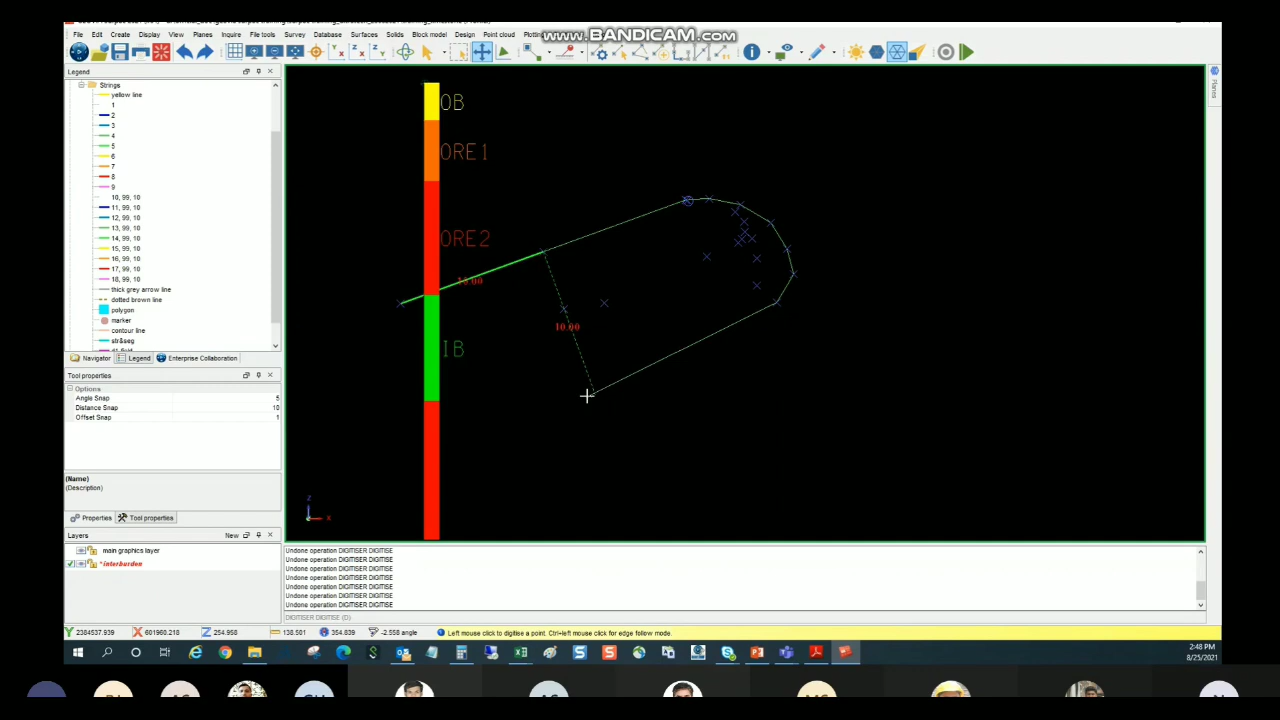 www.BANDICAM.com
File Edit Create Display View Planes Inquire File Tools Survey Database Surfaces Solids Block model Design Point cloud Plotting
Legend
Strings
yellow line
1
2
3
4
5
6
7
8
9
10, 99, 10
11, 99, 10
12, 99, 10
13, 99, 10
14, 99, 10
15, 99, 10
16, 99, 10
17, 99, 10
18, 99, 10
thick grey arrow line
dotted brown line
polygon
marker
contour line
str&seg
Navigator Legend Enterprise Collaboration
Tool properties
Options
Angle Snap 5
Distance Snap 10
Offset Snap 1
(Name)
(Description)
Properties Tool properties
Layers New
main graphics layer
*interburden
OB
ORE1
ORE2
IB
10.00
z
x
Planes
Undone operation DIGITISER DIGITISE
Undone operation DIGITISER DIGITISE
Undone operation DIGITISER DIGITISE
Undone operation DIGITISER DIGITISE
Undone operation DIGITISER DIGITISE
Undone operation DIGITISER DIGITISE
Undone operation DIGITISER DIGITISE
DIGITISER DIGITISE (D)
Y 2384537.939 X 601960.218 Z 254.958 138.501 354.839 -2.558 angle Left mouse click to digitise a point. Ctrl+left mouse click for edge follow mode.
2:48 PM
8/25/2021